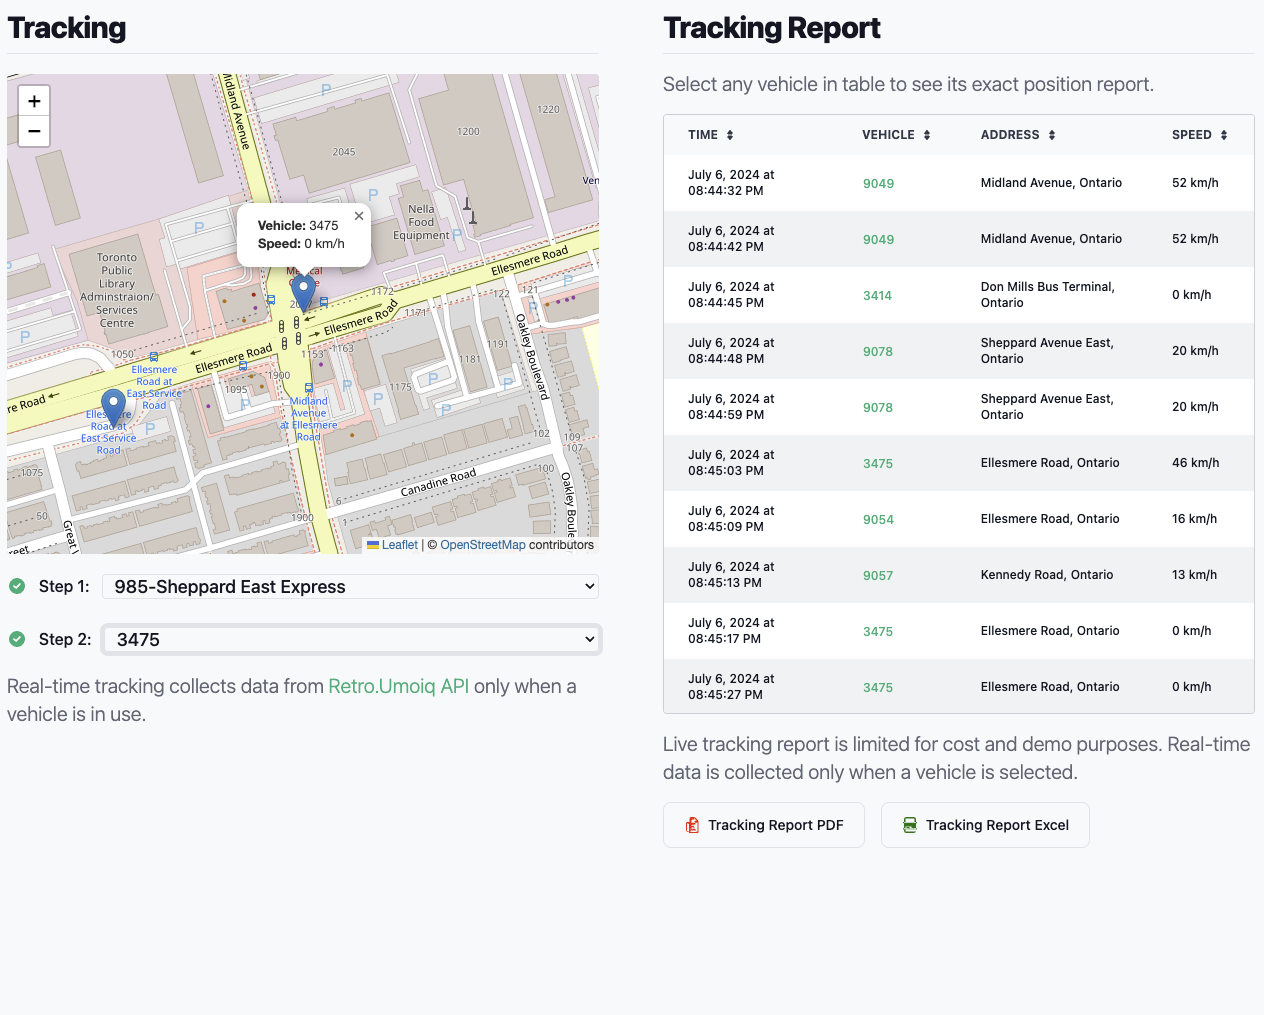 Tracking
+
−
Midland Avenue
P
1220
1200
2045
P
P
Nella
Food
Equipment
P
Toronto
Public
Library
Adminstraion/
Services
Centre
×
Vehicle: 3475
Speed: 0 km/h
Ellesmere Road
P
P
1172
122
121
P
1171
Ellesmere Road
Ellesmere Road
1050
1153
1163
1191
1181
Oakley Boulevard
Ellesmere
Road at
East Service
Road
1900
1095
P
P
1175
P
P
P
P
Midland
Avenue
at Ellesmere
Road
re Road
Ellesmere
Road at
East Service
Road
P
102
109
107
100
1075
Canadine Road
6
1
1900
50
Oakley Boule
reet
Leaflet | © OpenStreetMap contributors
Step 1: 985-Sheppard East Express
Step 2: 3475
Real-time tracking collects data from Retro.Umoiq API only when a
vehicle is in use.
Tracking Report
Select any vehicle in table to see its exact position report.
TIME VEHICLE ADDRESS SPEED
July 6, 2024 at
08:44:32 PM 9049 Midland Avenue, Ontario 52 km/h
July 6, 2024 at
08:44:42 PM 9049 Midland Avenue, Ontario 52 km/h
July 6, 2024 at
08:44:45 PM 3414 Don Mills Bus Terminal,
Ontario 0 km/h
July 6, 2024 at
08:44:48 PM 9078 Sheppard Avenue East,
Ontario 20 km/h
July 6, 2024 at
08:44:59 PM 9078 Sheppard Avenue East,
Ontario 20 km/h
July 6, 2024 at
08:45:03 PM 3475 Ellesmere Road, Ontario 46 km/h
July 6, 2024 at
08:45:09 PM 9054 Ellesmere Road, Ontario 16 km/h
July 6, 2024 at
08:45:13 PM 9057 Kennedy Road, Ontario 13 km/h
July 6, 2024 at
08:45:17 PM 3475 Ellesmere Road, Ontario 0 km/h
July 6, 2024 at
08:45:27 PM 3475 Ellesmere Road, Ontario 0 km/h
Live tracking report is limited for cost and demo purposes. Real-time
data is collected only when a vehicle is selected.
Tracking Report PDF
Tracking Report Excel